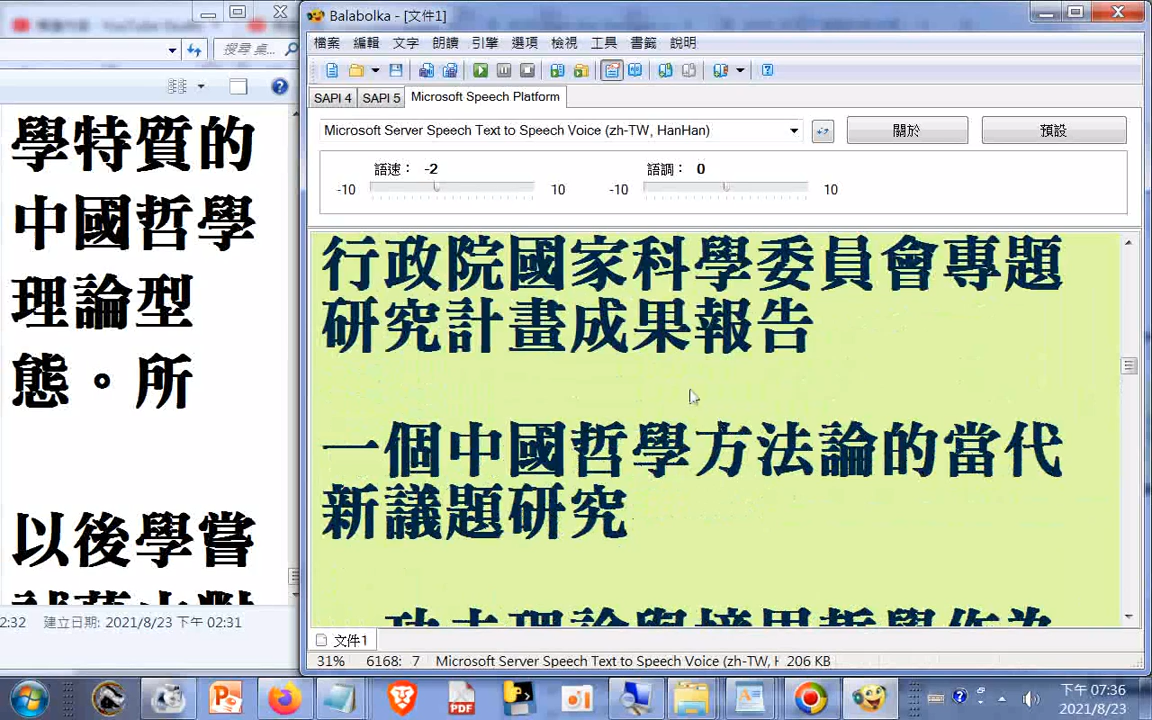 Balabolka - [文件1]
搜尋 桌...
檔案 編輯 文字 朗讀 引擎 選項 檢視 工具 書籤 說明
SAPI 4 SAPI 5 Microsoft Speech Platform
Microsoft Server Speech Text to Speech Voice (zh-TW, HanHan) 關於 預設
語速： -2 語調： 0
-10 10 -10 10
學特質的
中國哲學
理論型
態。所
以後學嘗
行政院國家科學委員會專題
研究計畫成果報告
一個中國哲學方法論的當代
新議題研究
2:32 建立日期: 2021/8/23 下午 02:31
文件1
31% 6168: 7 Microsoft Server Speech Text to Speech Voice (zh-TW, H 206 KB
PDF
下午 07:36
2021/8/23